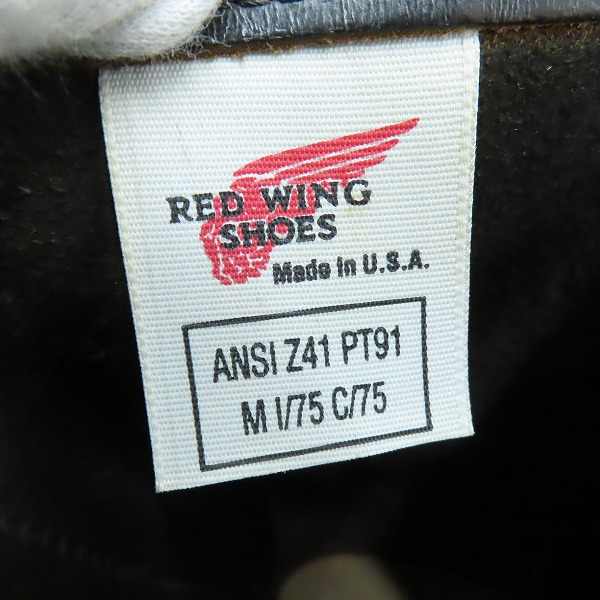 RED WING
SHOES
Made in U.S.A.
ANSI Z41 PT91
M I/75 C/75